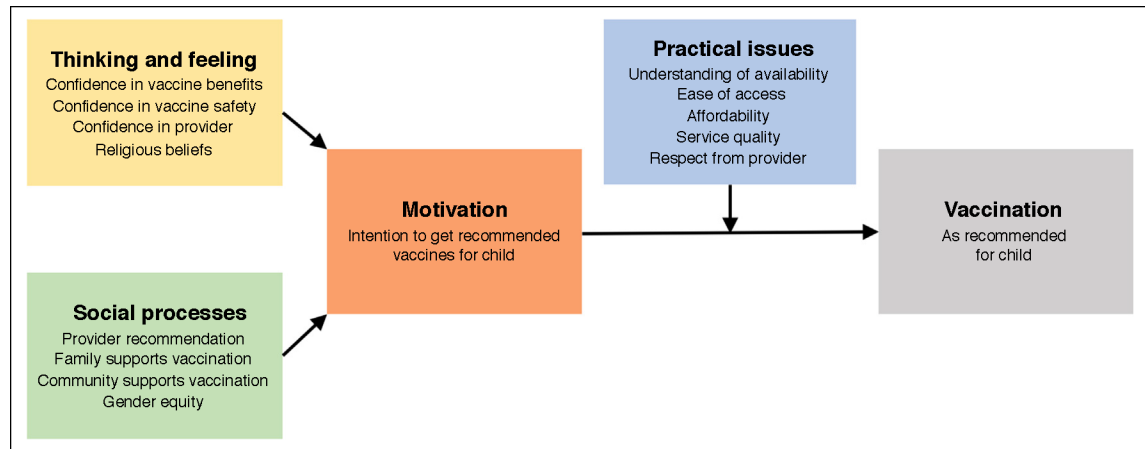 Thinking and feeling
Confidence in vaccine benefits
Confidence in vaccine safety
Confidence in provider
Religious beliefs
Social processes
Provider recommendation
Family supports vaccination
Community supports vaccination
Gender equity
Motivation
Intention to get recommended
vaccines for child
Practical issues
Understanding of availability
Ease of access
Affordability
Service quality
Respect from provider
Vaccination
As recommended
for child